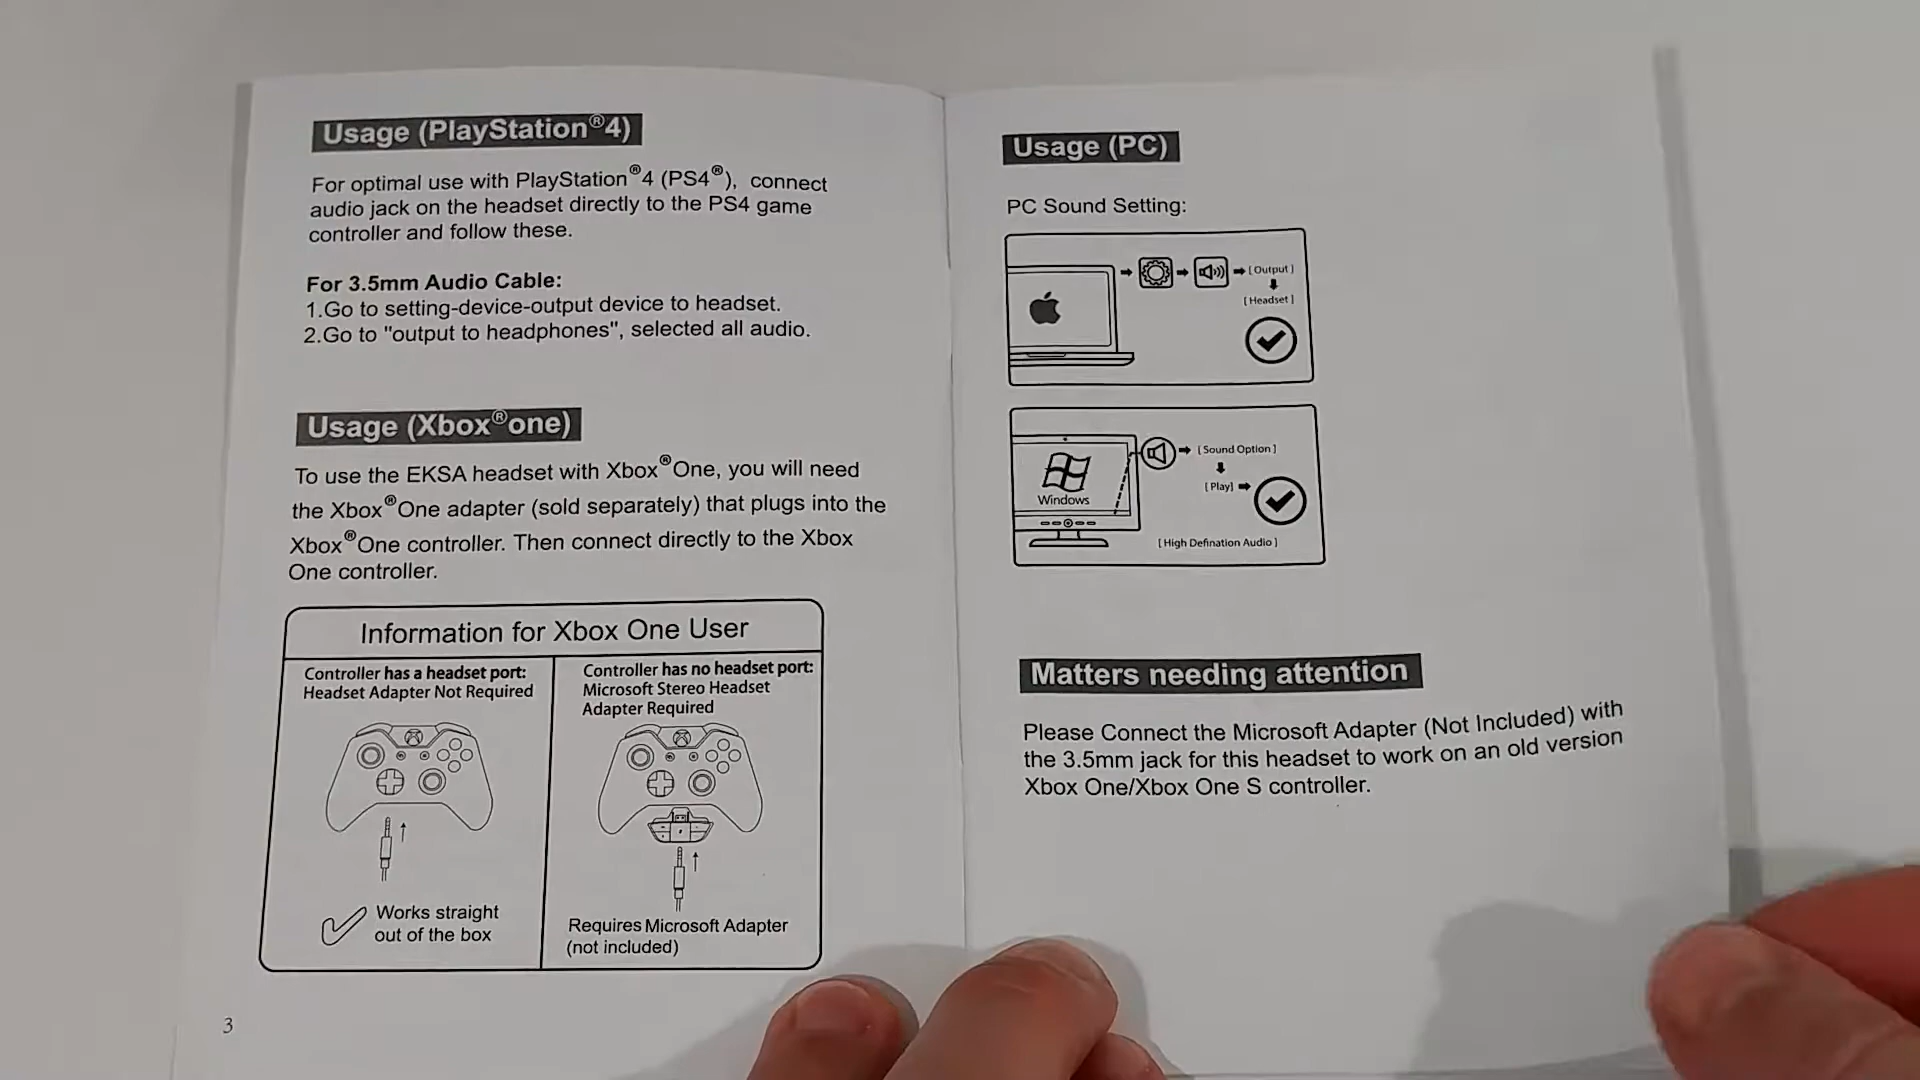 Usage (PlayStation®4)
For optimal use with PlayStation®4 (PS4®), connect
audio jack on the headset directly to the PS4 game
controller and follow these.
For 3.5mm Audio Cable:
1.Go to setting-device-output device to headset.
2.Go to "output to headphones", selected all audio.
Usage (Xbox®one)
To use the EKSA headset with Xbox®One, you will need
the Xbox®One adapter (sold separately) that plugs into the
Xbox®One controller. Then connect directly to the Xbox
One controller.
Information for Xbox One User
Controller has a headset port:
Headset Adapter Not Required
Works straight
out of the box
Controller has no headset port:
Microsoft Stereo Headset
Adapter Required
Requires Microsoft Adapter
(not included)
3
Usage (PC)
PC Sound Setting:
[ Output ]
[ Headset ]
Windows
[ Sound Option ]
[ Play]
[ High Defination Audio ]
Matters needing attention
Please Connect the Microsoft Adapter (Not Included) with
the 3.5mm jack for this headset to work on an old version
Xbox One/Xbox One S controller.